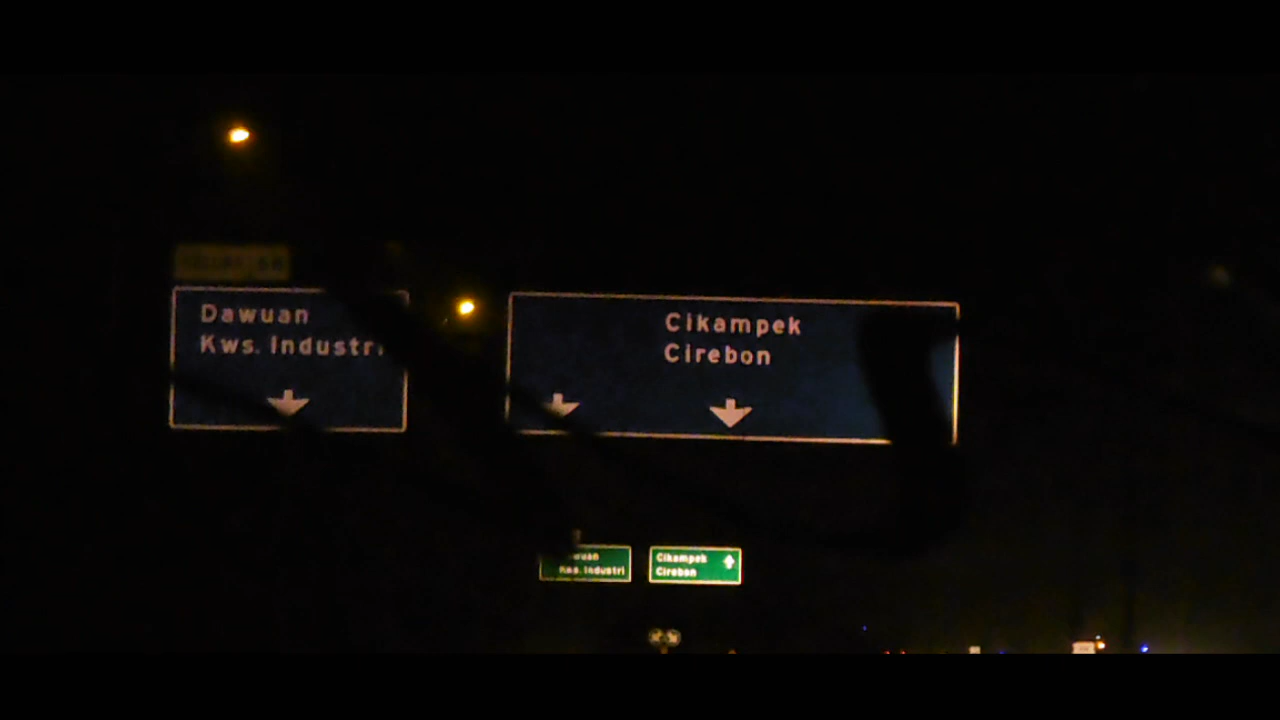 Dawuan
Kws. Industri
Cikampek
Cirebon
Kws. Industri
Cikampek
Cirebon